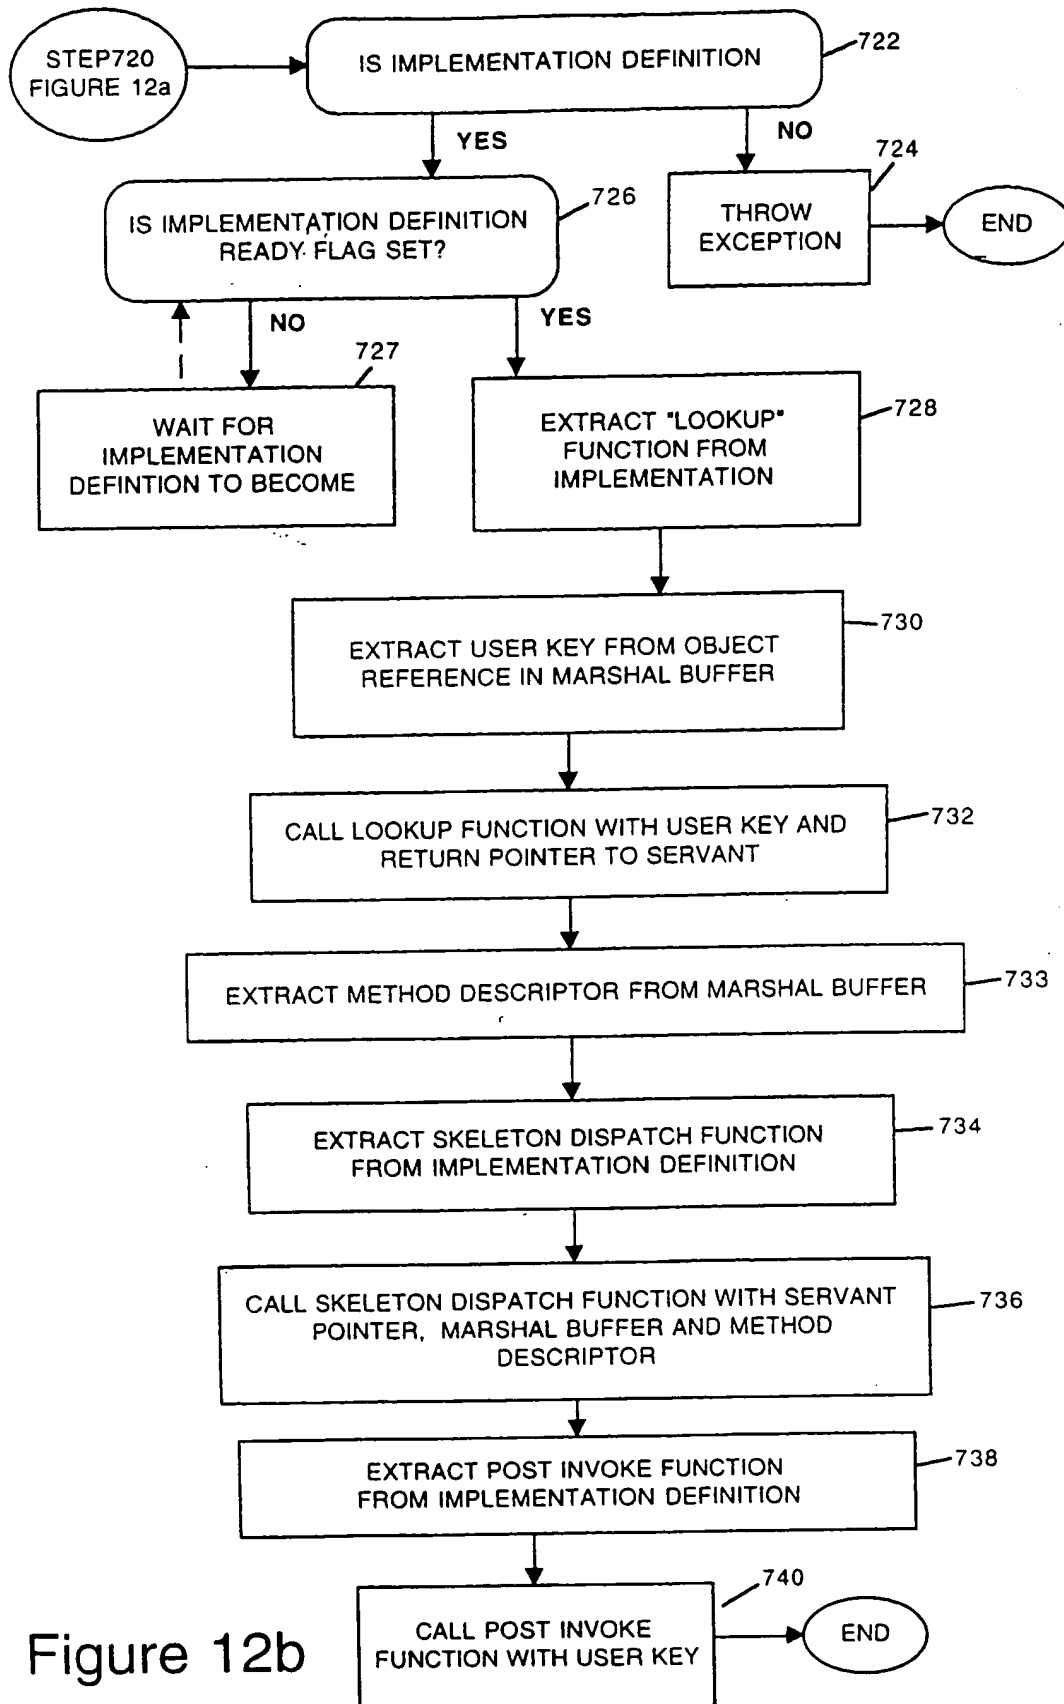 STEP720
FIGURE 12a
IS IMPLEMENTATION DEFINITION
722
YES
NO
724
THROW
EXCEPTION
END
IS IMPLEMENTATION DEFINITION
READY FLAG SET?
726
NO
YES
727
WAIT FOR
IMPLEMENTATION
DEFINTION TO BECOME
EXTRACT "LOOKUP"
FUNCTION FROM
IMPLEMENTATION
728
EXTRACT USER KEY FROM OBJECT
REFERENCE IN MARSHAL BUFFER
730
CALL LOOKUP FUNCTION WITH USER KEY AND
RETURN POINTER TO SERVANT
732
EXTRACT METHOD DESCRIPTOR FROM MARSHAL BUFFER
733
EXTRACT SKELETON DISPATCH FUNCTION
FROM IMPLEMENTATION DEFINITION
734
CALL SKELETON DISPATCH FUNCTION WITH SERVANT
POINTER, MARSHAL BUFFER AND METHOD
DESCRIPTOR
736
EXTRACT POST INVOKE FUNCTION
FROM IMPLEMENTATION DEFINITION
738
CALL POST INVOKE
FUNCTION WITH USER KEY
740
END
Figure 12b